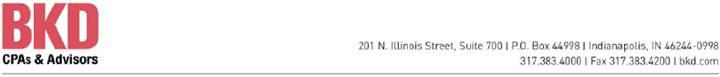 BKD
CPAs & Advisors
201 N. Illinois Street, Suite 700 | P.O. Box 44998 | Indianapolis, IN 46244-0998
317.383.4000 | Fax 317.383.4200 | bkd.com